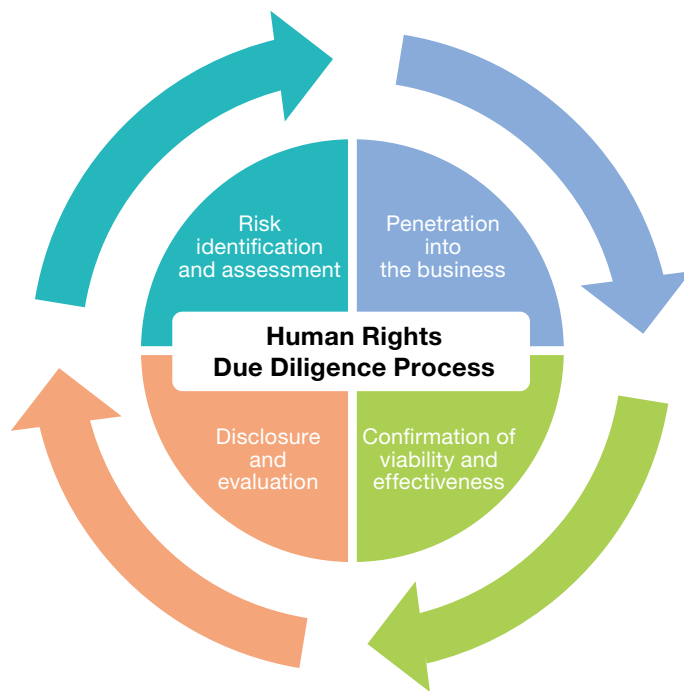 Risk
identification
and assessment
Penetration
into
the business
Human Rights
Due Diligence Process
Disclosure
and
evaluation
Confirmation of
viability and
effectiveness